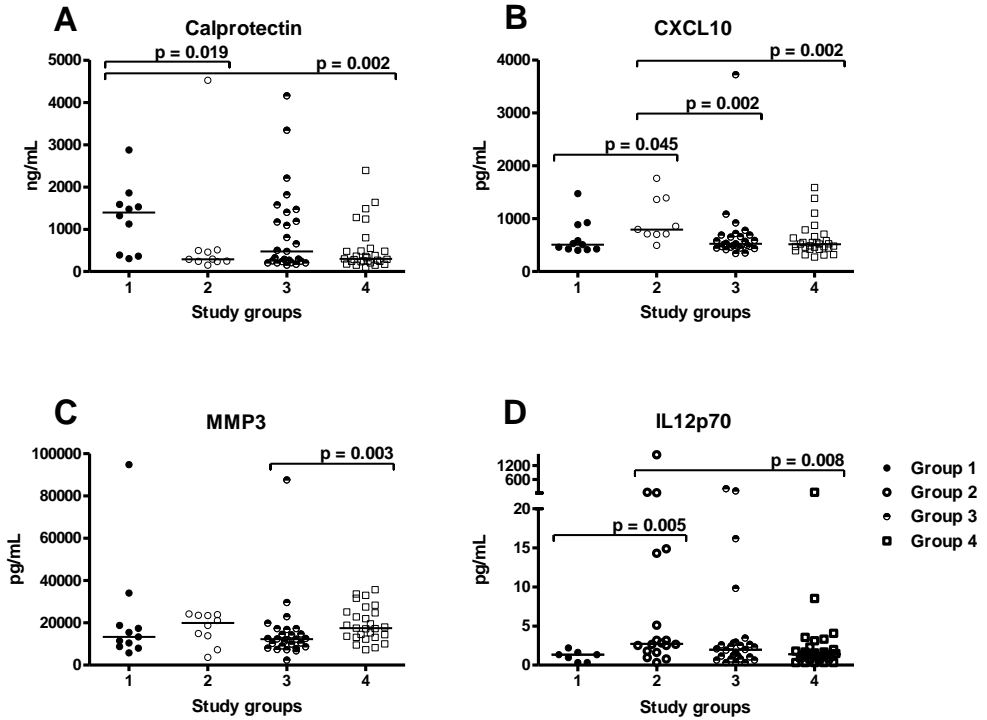 A
Calprotectin
p = 0.019
p = 0.002
5000
4000
3000
2000
1000
0
ng/mL
1 2 3 4
Study groups
B
CXCL10
p = 0.002
p = 0.002
p = 0.045
4000
3000
2000
1000
0
pg/mL
1 2 3 4
Study groups
C
MMP3
p = 0.003
100000
80000
60000
40000
20000
0
pg/mL
1 2 3 4
Study groups
D
IL12p70
p = 0.008
p = 0.005
1200
600
20
15
10
5
0
pg/mL
1 2 3 4
Study groups
Group 1
Group 2
Group 3
Group 4